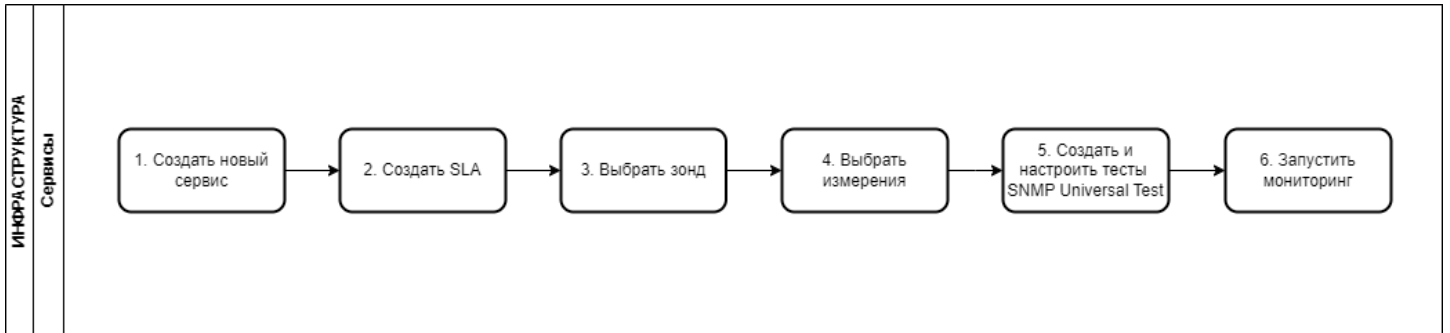 ИНФРАСТРУКТУРА
Сервисы
1. Создать новый
сервис
2. Создать SLA
3. Выбрать зонд
4. Выбрать
измерения
5. Создать и
настроить тесты
SNMP Universal Test
6. Запустить
мониторинг